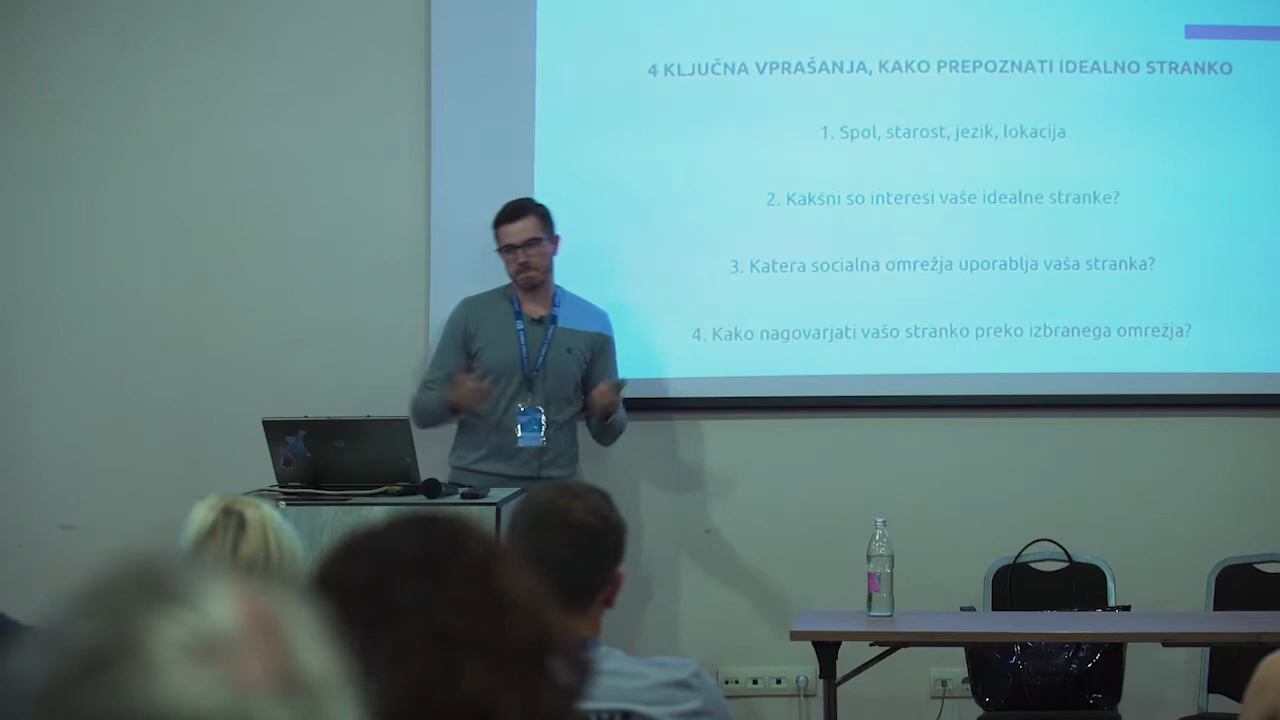 4 KLJUČNA VPRAŠANJA, KAKO PREPOZNATI IDEALNO STRANKO
1. Spol, starost, jezik, lokacija
2. Kakšni so interesi vaše idealne stranke?
3. Katera socialna omrežja uporablja vaša stranka?
4. Kako nagovarjati vašo stranko preko izbranega omrežja?